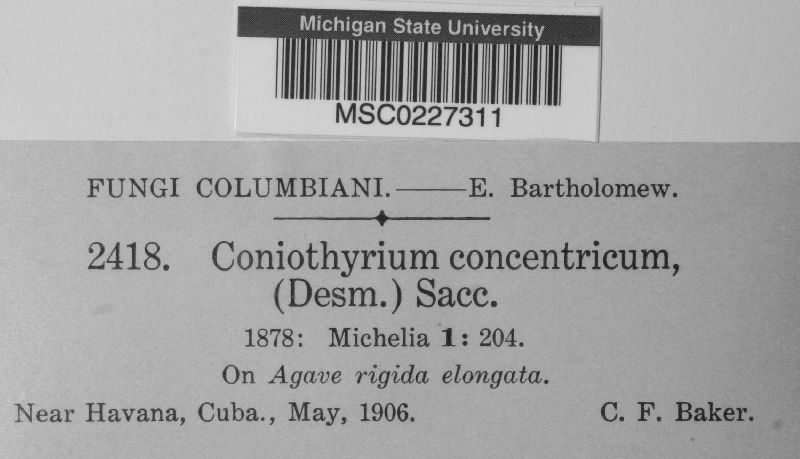 Michigan State University
MSC0227311
FUNGI COLUMBIANI.——E. Bartholomew.
2418. Coniothyrium concentricum,
(Desm.) Sacc.
1878: Michelia 1: 204.
On Agave rigida elongata.
Near Havana, Cuba., May, 1906. C. F. Baker.